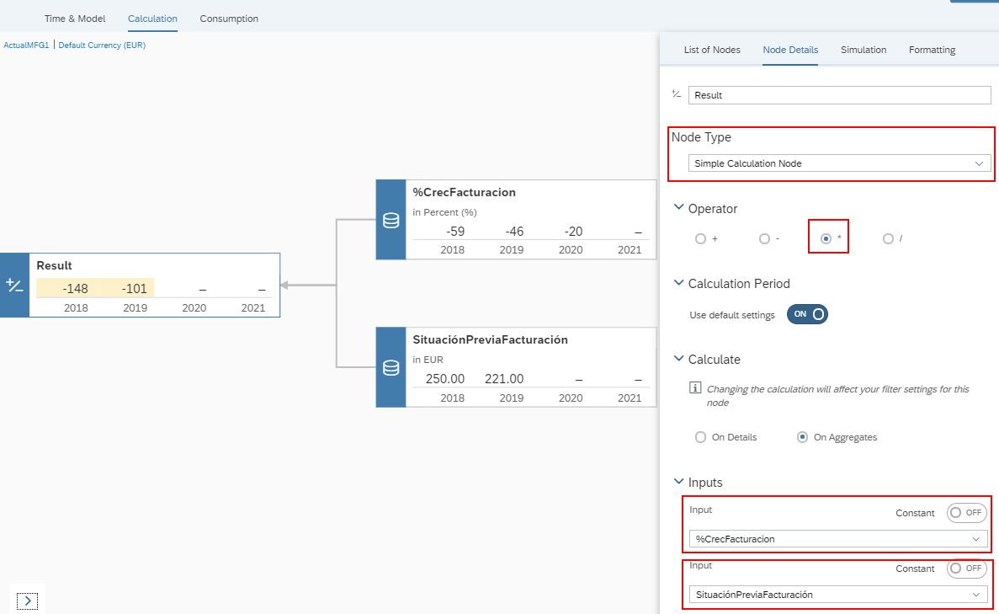 Time & Model Calculation Consumption
ActualMFG1 | Default Currency (EUR)
%CrecFacturacion
in Percent (%)
-59 -46 -20 –
2018 2019 2020 2021
Result
-148 -101 – –
2018 2019 2020 2021
SituaciónPreviaFacturación
in EUR
250.00 221.00 – –
2018 2019 2020 2021
List of Nodes Node Details Simulation Formatting
Result
Node Type
Simple Calculation Node
Operator
+ - * /
Calculation Period
Use default settings ON
Calculate
Changing the calculation will affect your filter settings for this
node
On Details On Aggregates
Inputs
Input Constant OFF
%CrecFacturacion
Input Constant OFF
SituaciónPreviaFacturación